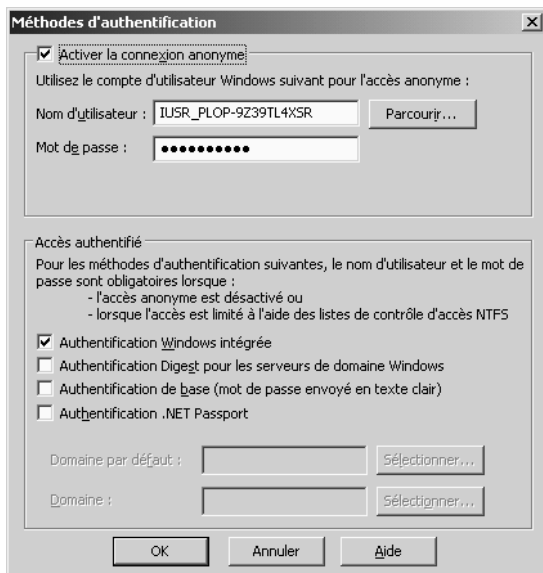 Méthodes d'authentification
Activer la connexion anonyme
Utilisez le compte d'utilisateur Windows suivant pour l'accès anonyme :
Nom d'utilisateur : IUSR_PLOP-9Z39TL4XSR Parcourir...
Mot de passe : ●●●●●●●●●●
Accès authentifié
Pour les méthodes d'authentification suivantes, le nom d'utilisateur et le mot de
passe sont obligatoires lorsque :
- l'accès anonyme est désactivé ou
- lorsque l'accès est limité à l'aide des listes de contrôle d'accès NTFS
Authentification Windows intégrée
Authentification Digest pour les serveurs de domaine Windows
Authentification de base (mot de passe envoyé en texte clair)
Authentification .NET Passport
Domaine par défaut : Sélectionner...
Domaine : Sélectionner...
OK Annuler Aide